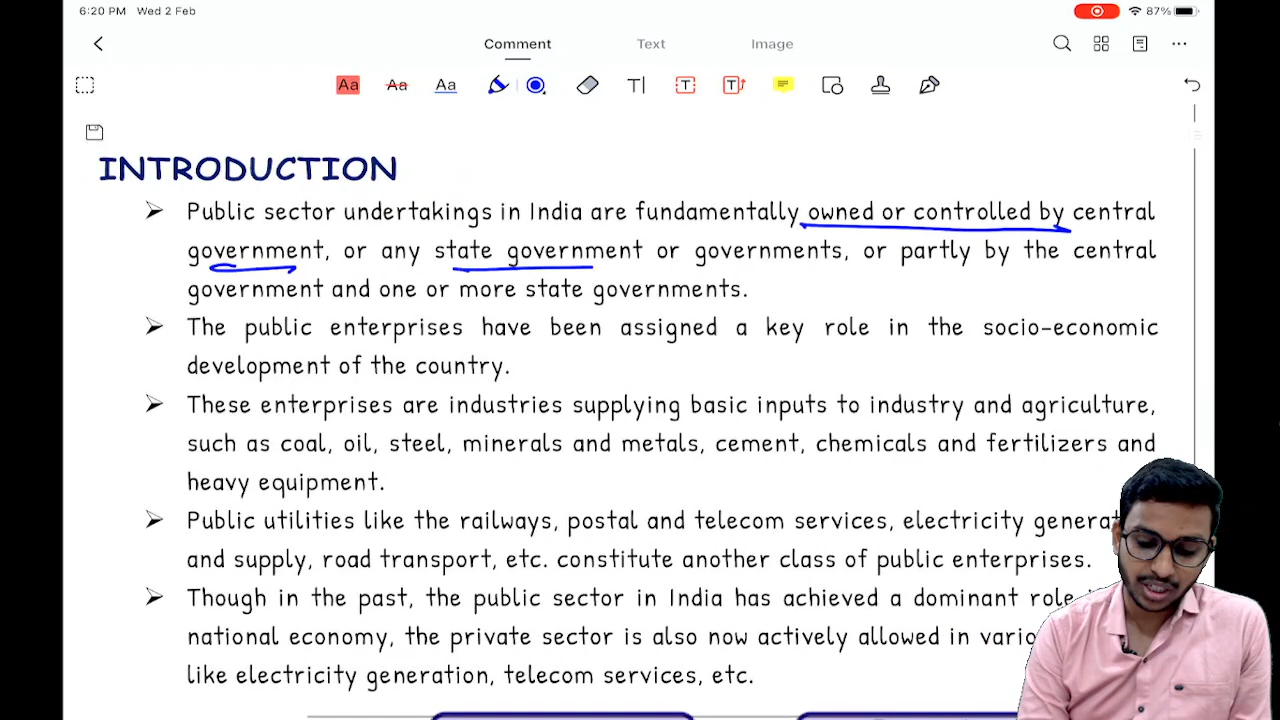 6:20 PM Wed 2 Feb
87%
Comment Text Image
Aa Aa Aa T T T
INTRODUCTION
➢ Public sector undertakings in India are fundamentally owned or controlled by central
government, or any state government or governments, or partly by the central
government and one or more state governments.
➢ The public enterprises have been assigned a key role in the socio-economic
development of the country.
➢ These enterprises are industries supplying basic inputs to industry and agriculture,
such as coal, oil, steel, minerals and metals, cement, chemicals and fertilizers and
heavy equipment.
➢ Public utilities like the railways, postal and telecom services, electricity
and supply, road transport, etc. constitute another class of public enterprises.
➢ Though in the past, the public sector in India has achieved a dominant role
national economy, the private sector is also now actively allowed in
like electricity generation, telecom services, etc.